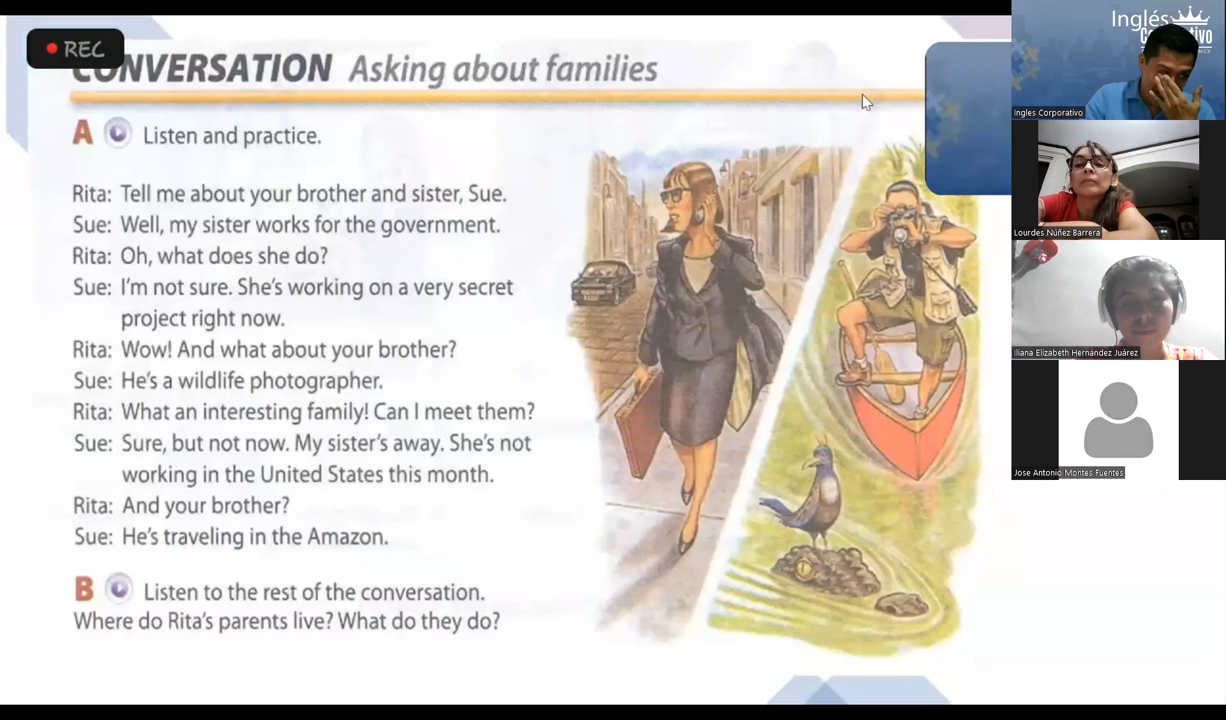 REC
CONVERSATION Asking about families
A Listen and practice.
Rita: Tell me about your brother and sister, Sue.
Sue: Well, my sister works for the government.
Rita: Oh, what does she do?
Sue: I'm not sure. She's working on a very secret
project right now.
Rita: Wow! And what about your brother?
Sue: He's a wildlife photographer.
Rita: What an interesting family! Can I meet them?
Sue: Sure, but not now. My sister's away. She's not
working in the United States this month.
Rita: And your brother?
Sue: He's traveling in the Amazon.
B Listen to the rest of the conversation.
Where do Rita's parents live? What do they do?
Inglés
Ingles Corporativo
Lourdes Núñez Barrera
Iliana Elizabeth Hernández Juárez
Jose Antonio Montes Fuentes